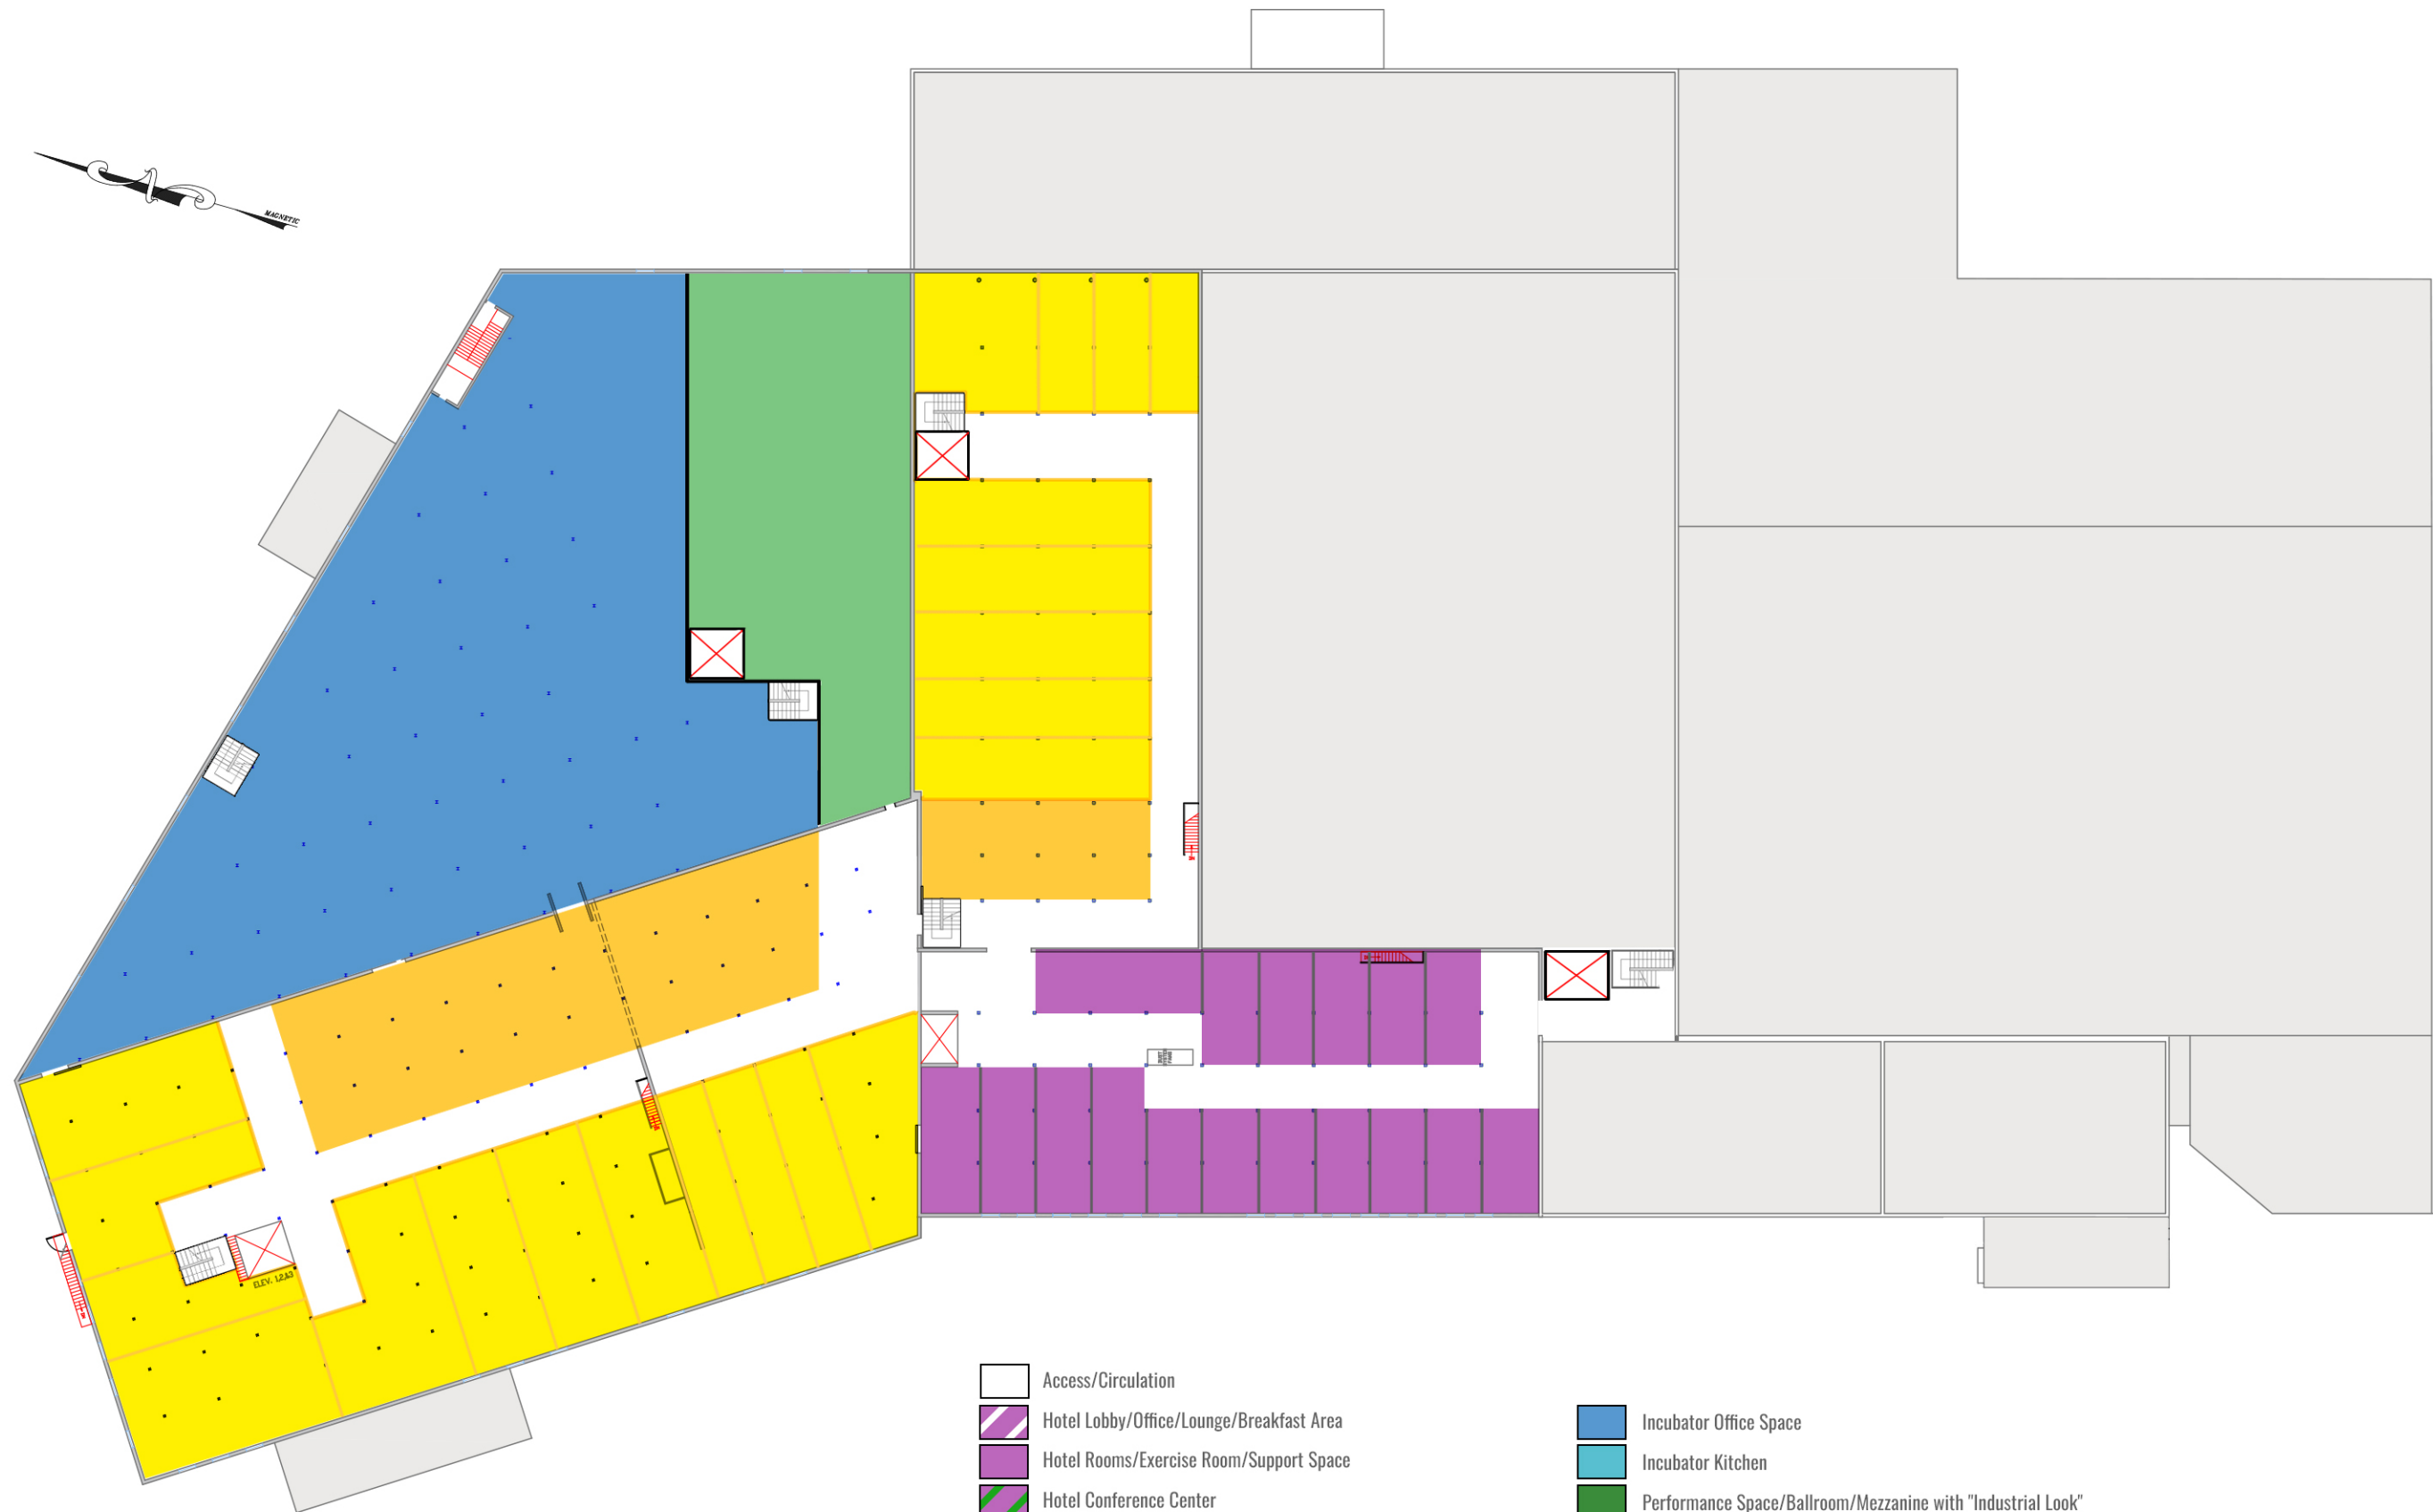 MAGNETIC
ELEV. 1,2,&3
Access/Circulation
Hotel Lobby/Office/Lounge/Breakfast Area
Hotel Rooms/Exercise Room/Support Space
Hotel Conference Center
Incubator Office Space
Incubator Kitchen
Performance Space/Ballroom/Mezzanine with "Industrial Look"